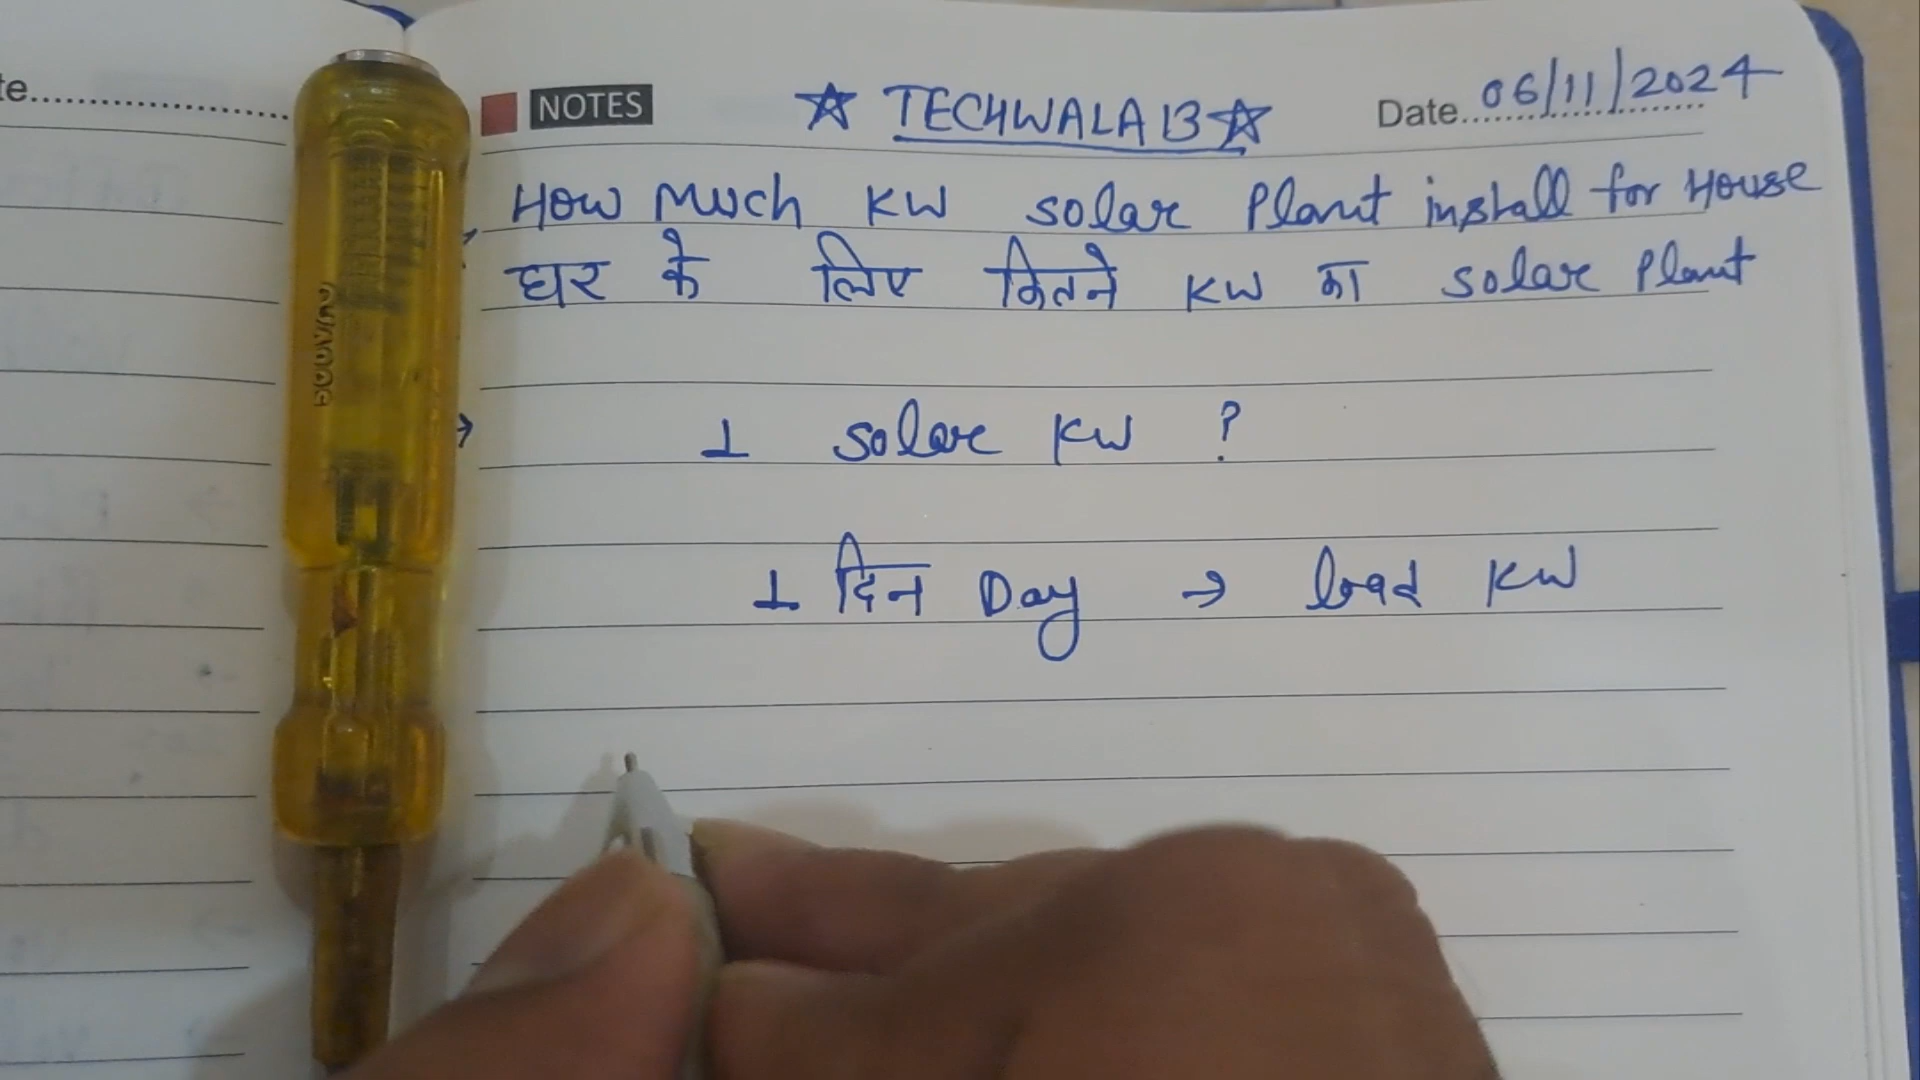 te..............................
NOTES ☆ TECHWALA 13 ☆ Date 06/11/2024
How Much KW solar Plant install for House
घर के लिए कितने KW का solar Plant
→ 1 solar KW ?
1 दिन Day → load KW